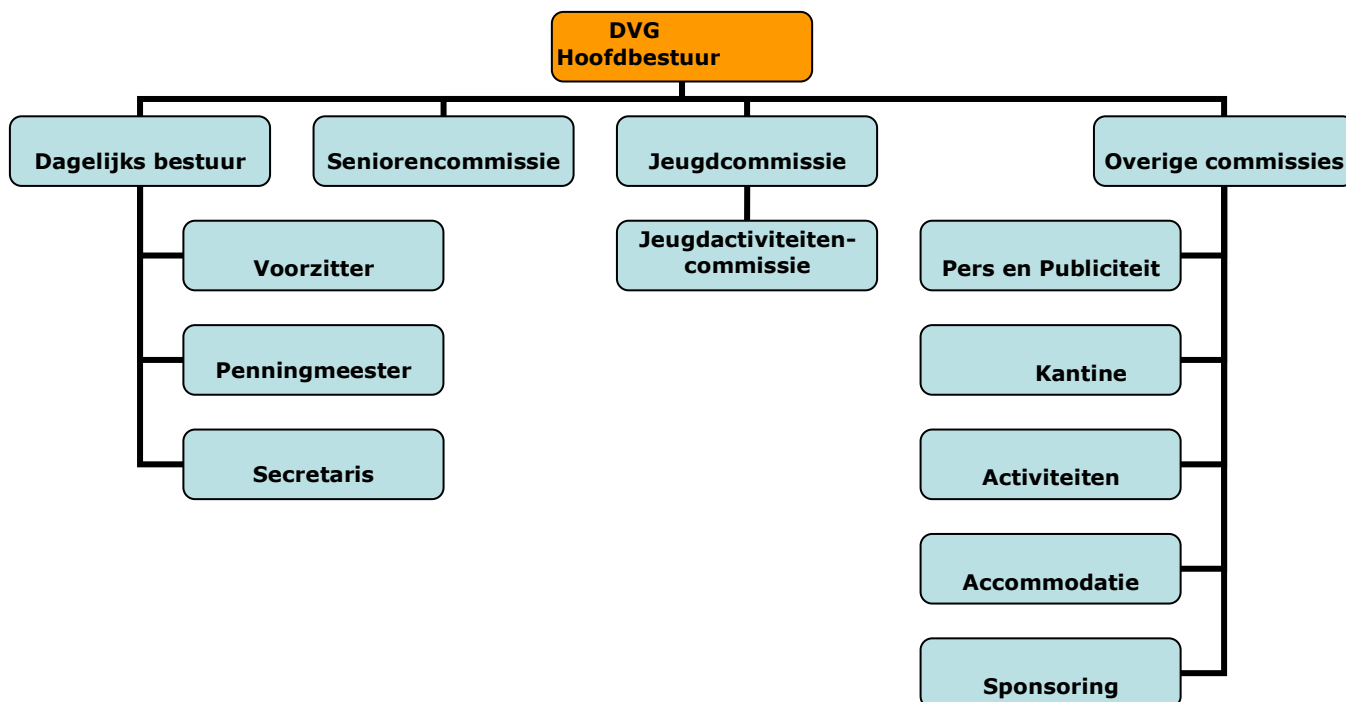 DVG
Hoofdbestuur
Dagelijks bestuur
Seniorencommissie
Jeugdcommissie
Overige commissies
Voorzitter
Jeugdactiviteiten-
commissie
Pers en Publiciteit
Penningmeester
Kantine
Secretaris
Activiteiten
Accommodatie
Sponsoring